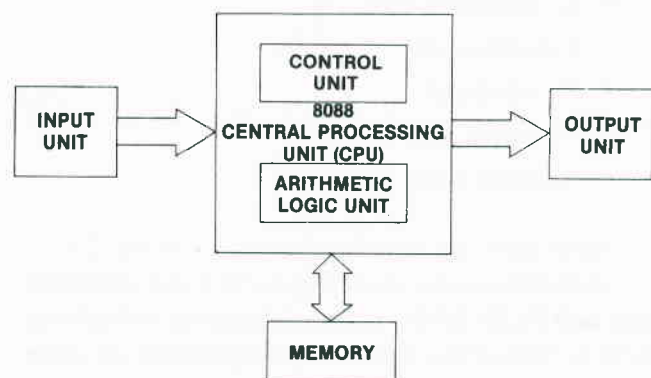 CONTROL
UNIT
8088
CENTRAL PROCESSING
UNIT (CPU)
ARITHMETIC
LOGIC UNIT
INPUT
UNIT
OUTPUT
UNIT
MEMORY